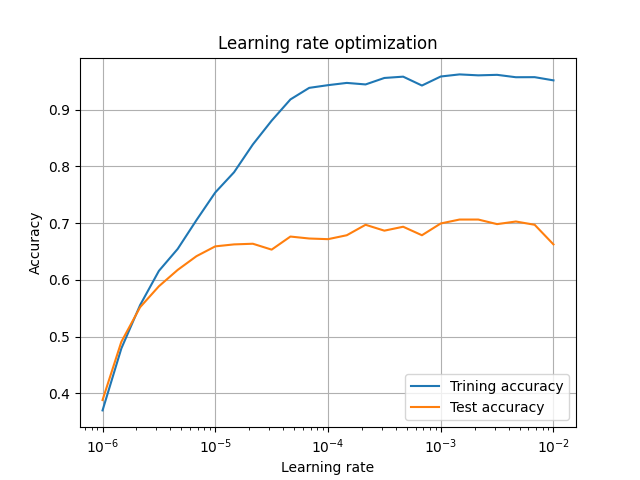 Learning rate optimization
Accuracy
0.9
0.8
0.7
0.6
0.5
0.4
Trining accuracy
Test accuracy
10⁻⁶ 10⁻⁵ 10⁻⁴ 10⁻³ 10⁻²
Learning rate